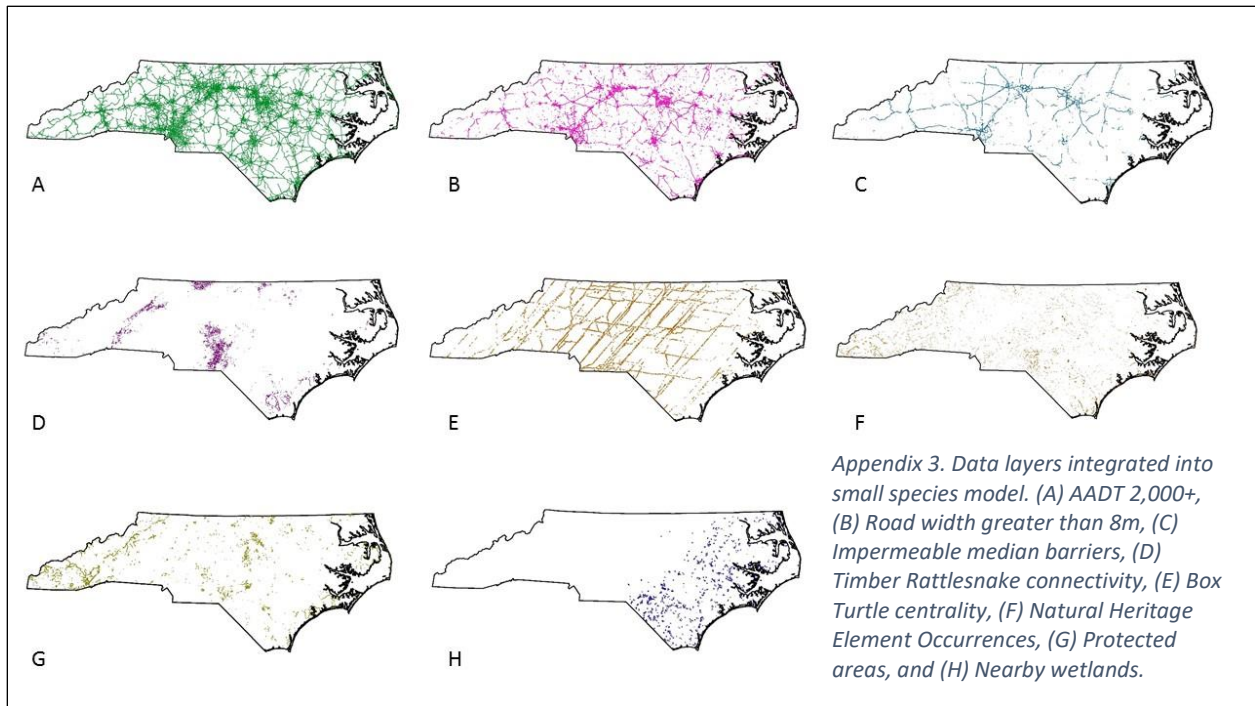 A
B
C
D
E
F
G
H
Appendix 3. Data layers integrated into
small species model. (A) AADT 2,000+,
(B) Road width greater than 8m, (C)
Impermeable median barriers, (D)
Timber Rattlesnake connectivity, (E) Box
Turtle centrality, (F) Natural Heritage
Element Occurrences, (G) Protected
areas, and (H) Nearby wetlands.